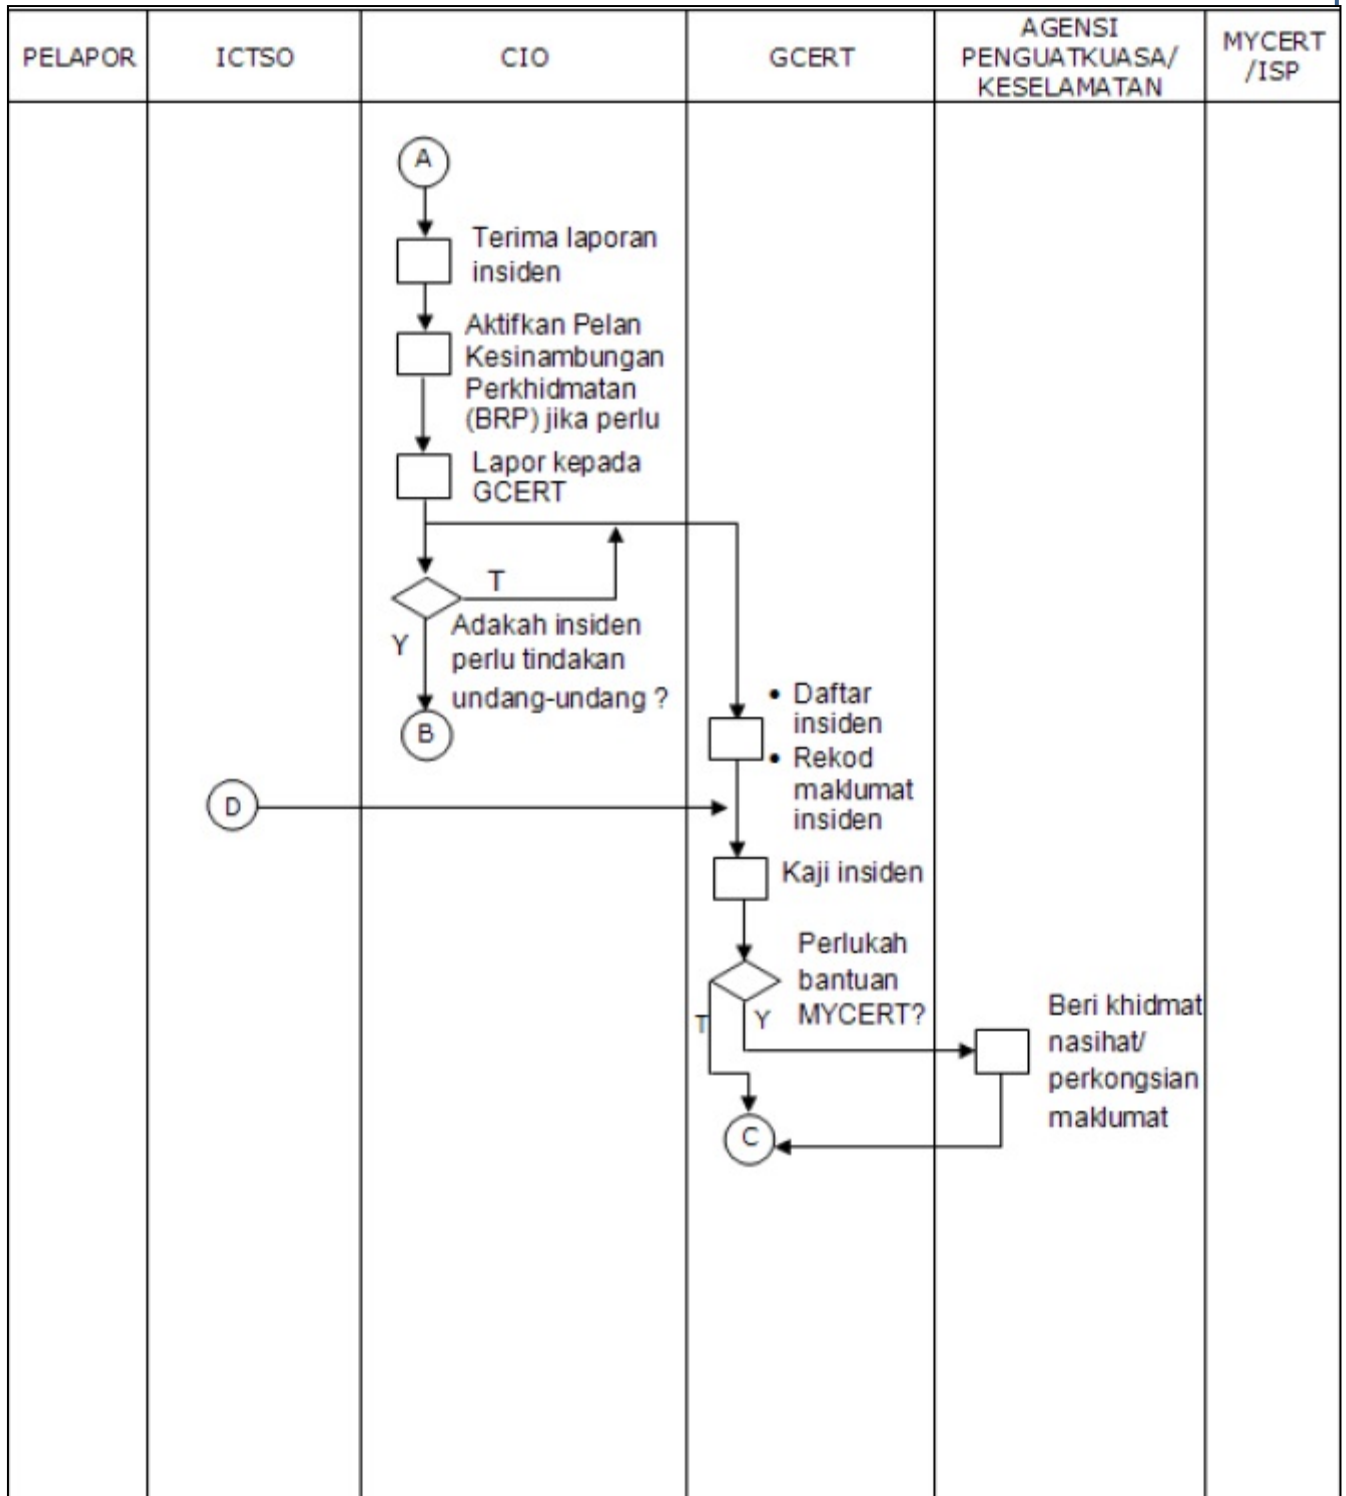 PELAPOR
ICTSO
CIO
GCERT
AGENSI
PENGUATKUASA/
KESELAMATAN
MYCERT
/ISP
A
Terima laporan
insiden
Aktifkan Pelan
Kesinambungan
Perkhidmatan
(BRP) jika perlu
Lapor kepada
GCERT
T
Adakah insiden
Y
perlu tindakan
undang-undang ?
B
• Daftar
insiden
• Rekod
maklumat
insiden
D
Kaji insiden
Perlukah
bantuan
MYCERT?
T
Y
Beri khidmat
nasihat/
perkongsian
maklumat
C